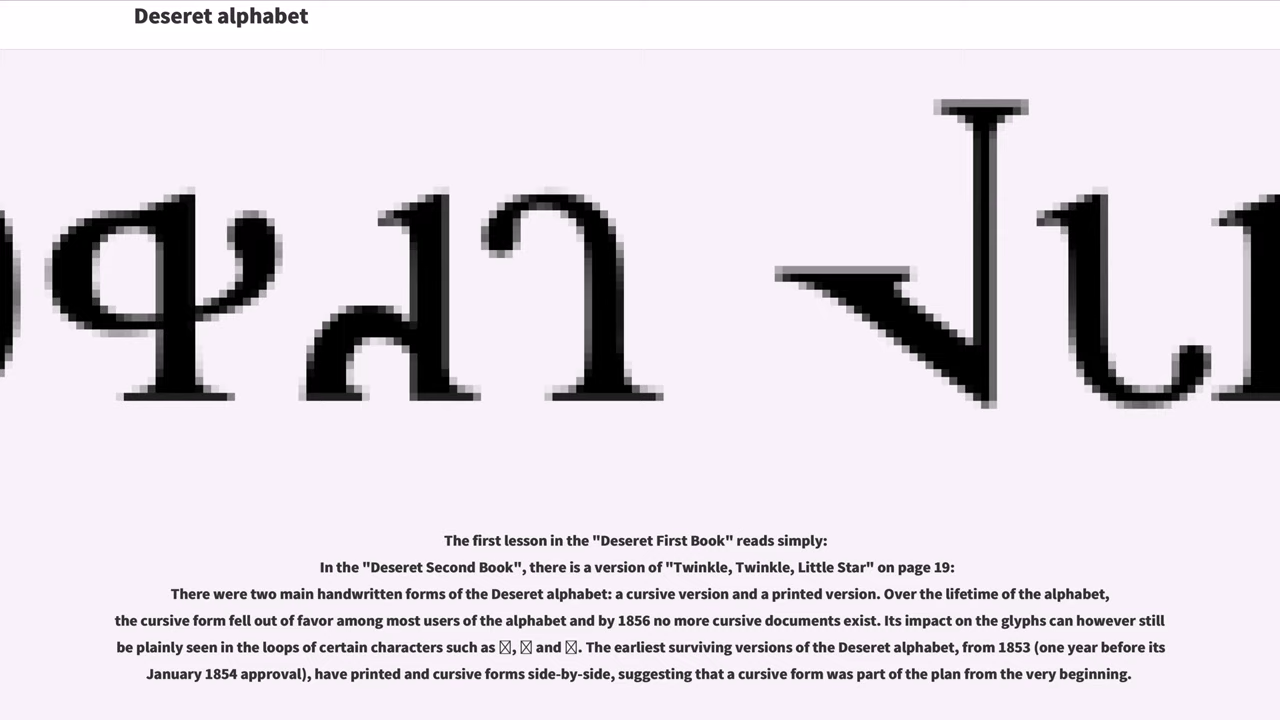 Deseret alphabet
The first lesson in the "Deseret First Book" reads simply:
In the "Deseret Second Book", there is a version of "Twinkle, Twinkle, Little Star" on page 19:
There were two main handwritten forms of the Deseret alphabet: a cursive version and a printed version. Over the lifetime of the alphabet,
the cursive form fell out of favor among most users of the alphabet and by 1856 no more cursive documents exist. Its impact on the glyphs can however still
be plainly seen in the loops of certain characters such as , and . The earliest surviving versions of the Deseret alphabet, from 1853 (one year before its
January 1854 approval), have printed and cursive forms side-by-side, suggesting that a cursive form was part of the plan from the very beginning.